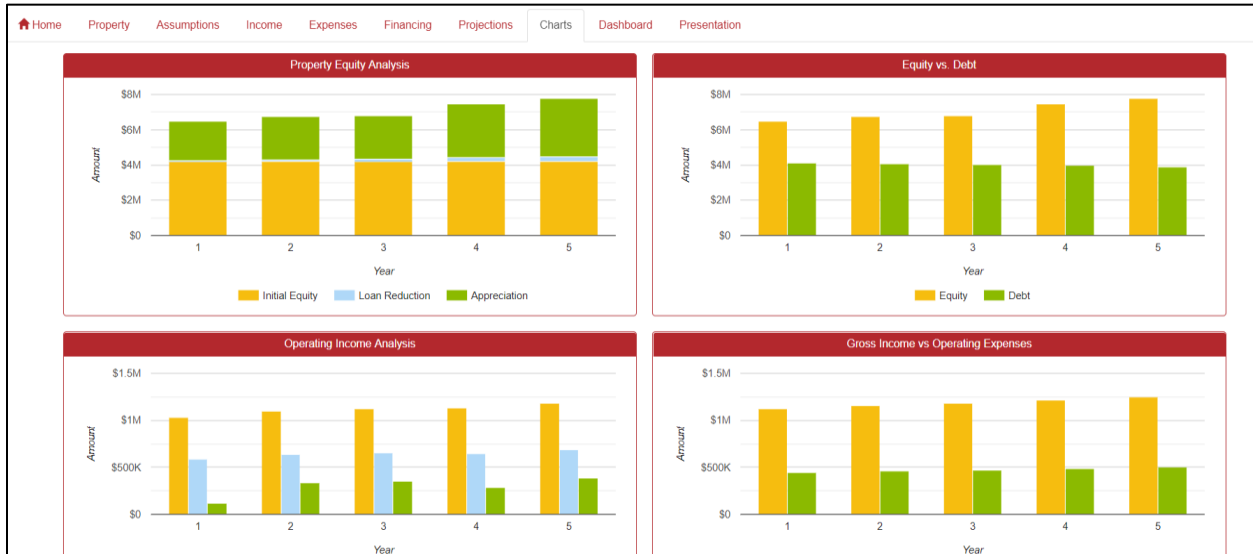 Home Property Assumptions Income Expenses Financing Projections Charts Dashboard Presentation
Property Equity Analysis
$8M
$6M
$4M
$2M
$0
Amount
1 2 3 4 5
Year
Initial Equity Loan Reduction Appreciation
Equity vs. Debt
$8M
$6M
$4M
$2M
$0
Amount
1 2 3 4 5
Year
Equity Debt
Operating Income Analysis
$1.5M
$1M
$500K
$0
Amount
1 2 3 4 5
Year
Gross Income vs Operating Expenses
$1.5M
$1M
$500K
$0
Amount
1 2 3 4 5
Year